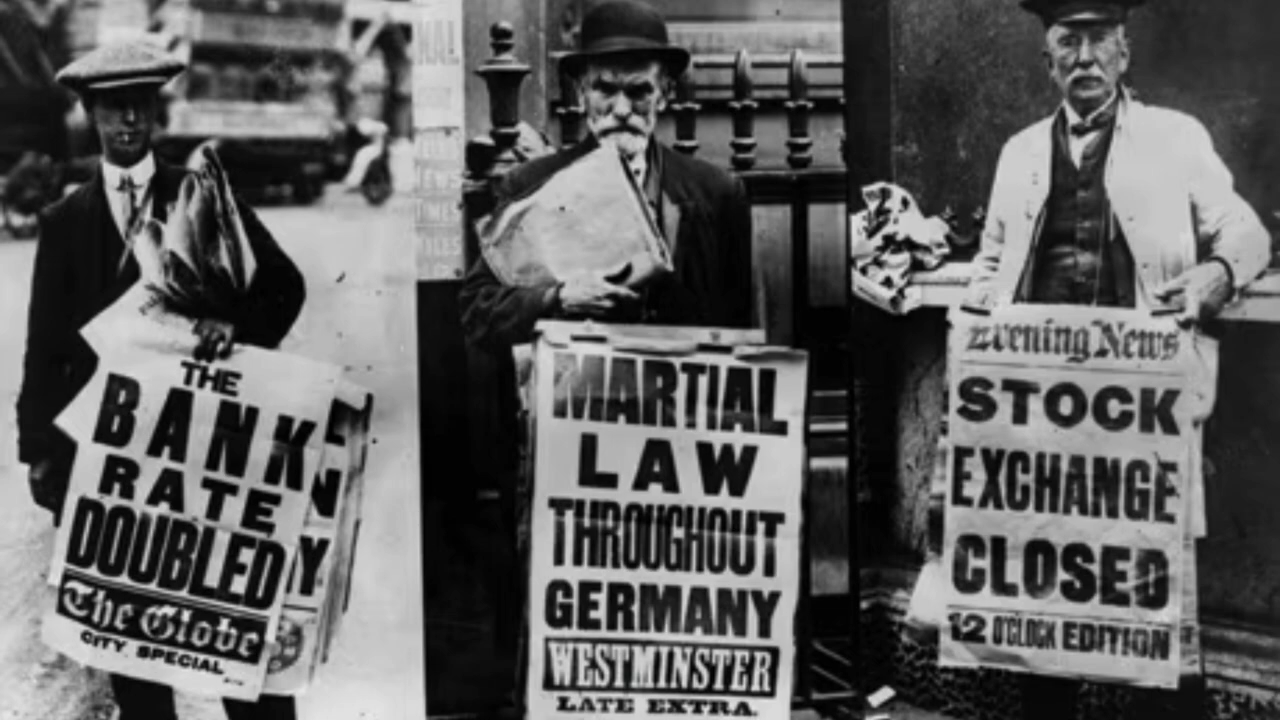 THE
BANK
RATE
DOUBLED
The Globe
CITY SPECIAL
MARTIAL
LAW
THROUGHOUT
GERMANY
WESTMINSTER
LATE EXTRA.
Evening News
STOCK
EXCHANGE
CLOSED
12 O'CLOCK EDITION